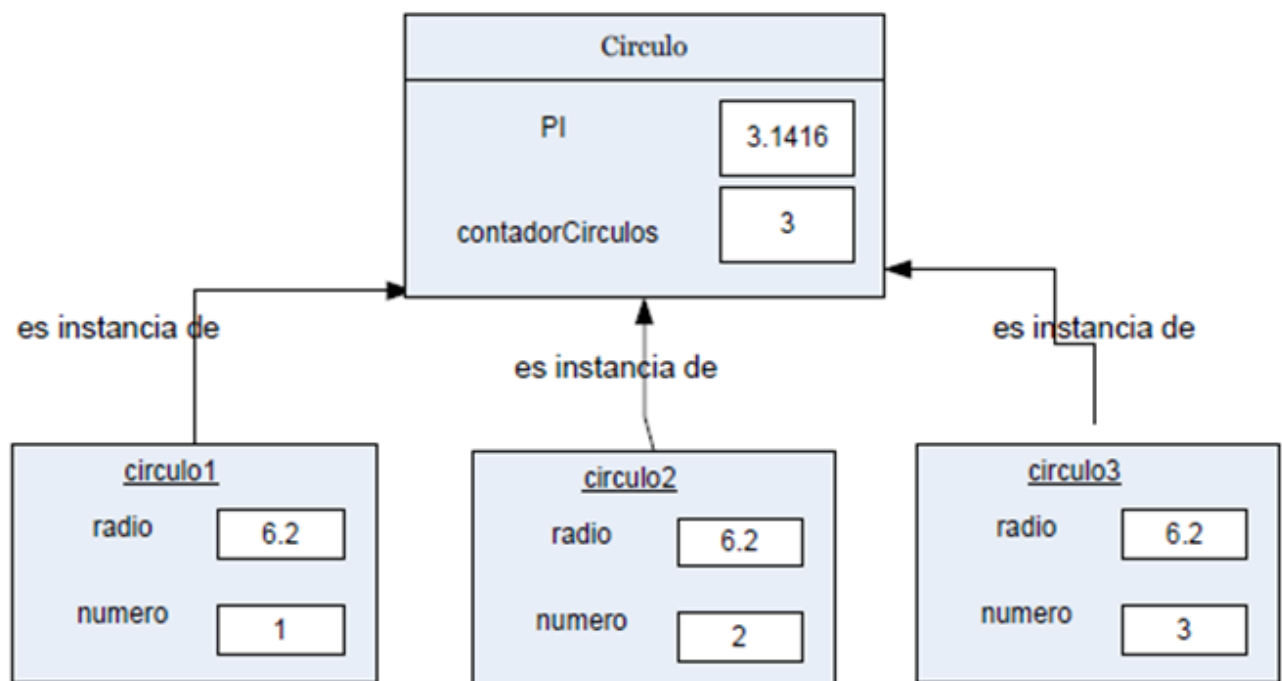 Circulo
PI
3.1416
contadorCirculos
3
es instancia de
es instancia de
es instancia de
circulo1
radio
6.2
numero
1
circulo2
radio
6.2
numero
2
circulo3
radio
6.2
numero
3